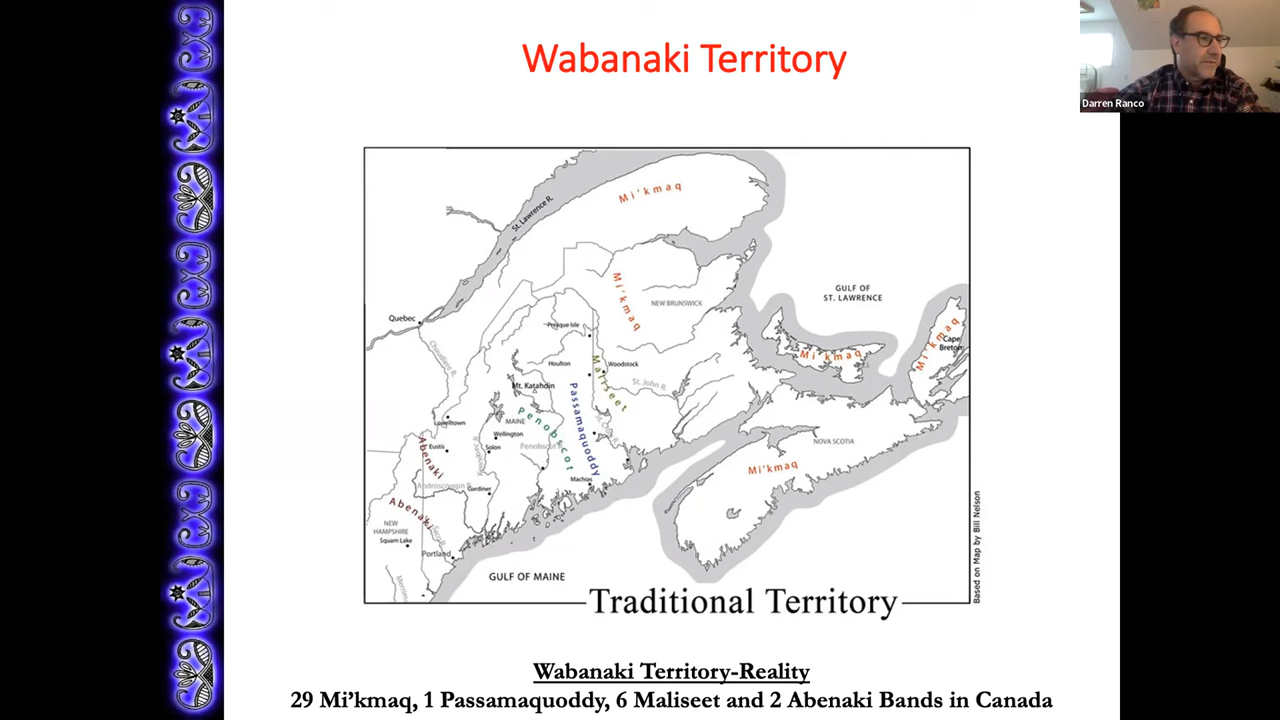 Wabanaki Territory
Darren Ranco
Mi'kmaq
St. Lawrence R.
Mi'kmaq
GULF OF
ST. LAWRENCE
NEW BRUNSWICK
Quebec
Presque Isle
Mi'kmaq
Mi'kmaq
Cape
Breton
Chaudiere R.
Houlton
Woodstock
Maliseet
Mt. Katahdin
St. John R.
Passamaquoddy
Penobscot
MAINE
Wellington
NOVA SCOTIA
Abenaki
Eustis
Solon
Penobscot
Mi'kmaq
Machias
Androscoggin R.
Gardiner
Abenaki
NEW
HAMPSHIRE
Squam Lake
Portland
GULF OF MAINE
Based on Map by Bill Nelson
Traditional Territory
Wabanaki Territory-Reality
29 Mi’kmaq, 1 Passamaquoddy, 6 Maliseet and 2 Abenaki Bands in Canada